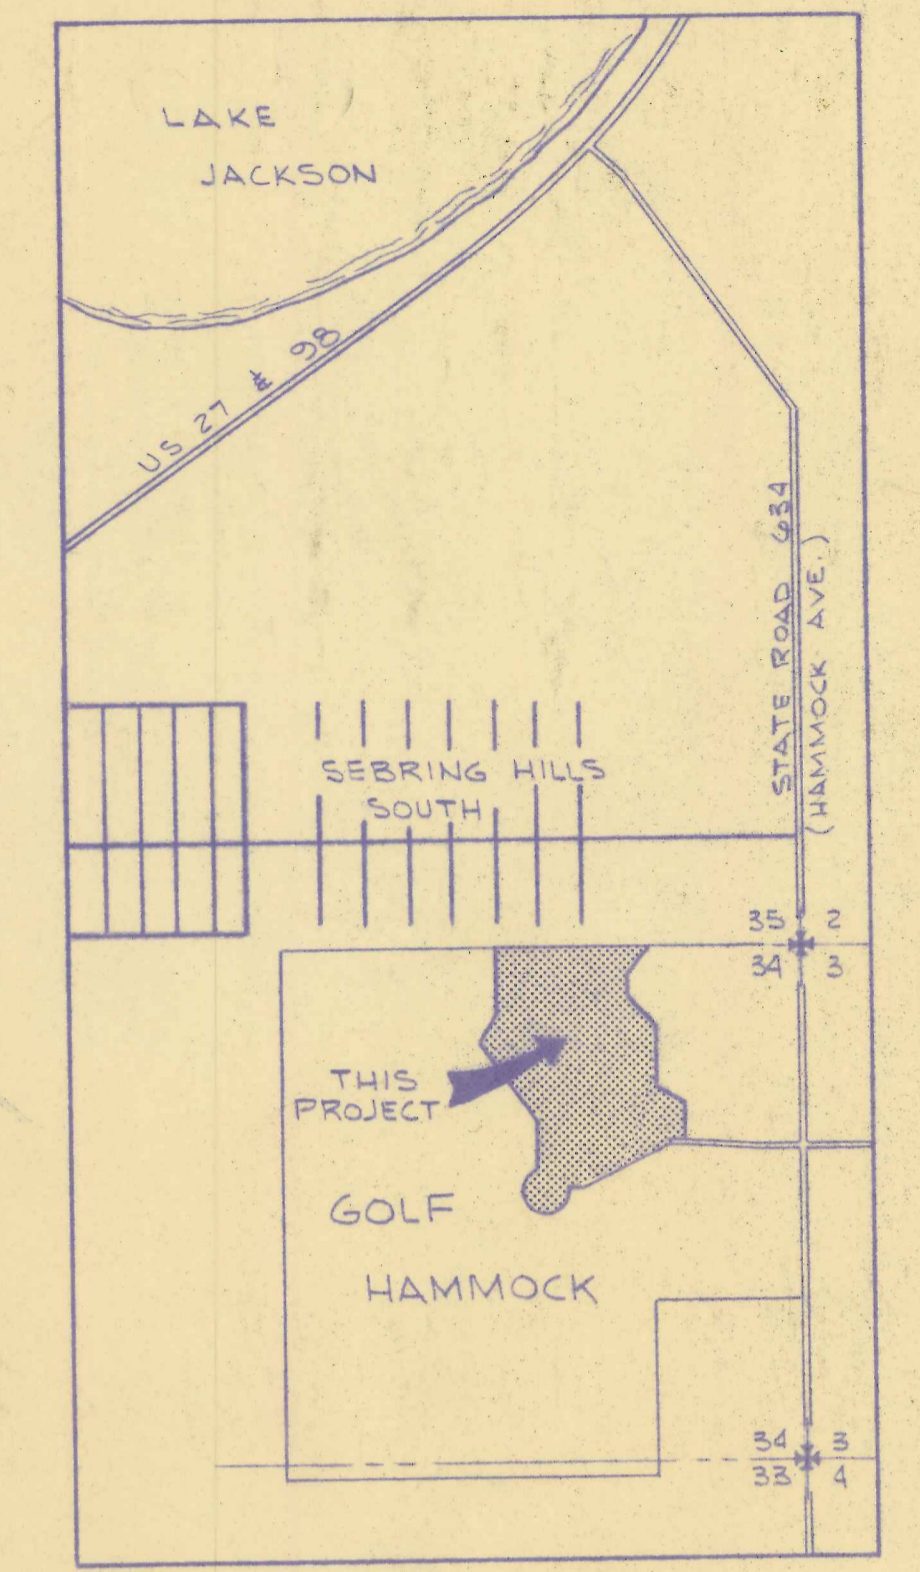 LAKE
JACKSON
US 27 & 98
STATE ROAD 634
(HAMMOCK AVE.)
SEBRING HILLS
SOUTH
35 2
34 3
THIS
PROJECT
GOLF
HAMMOCK
34 3
33 4